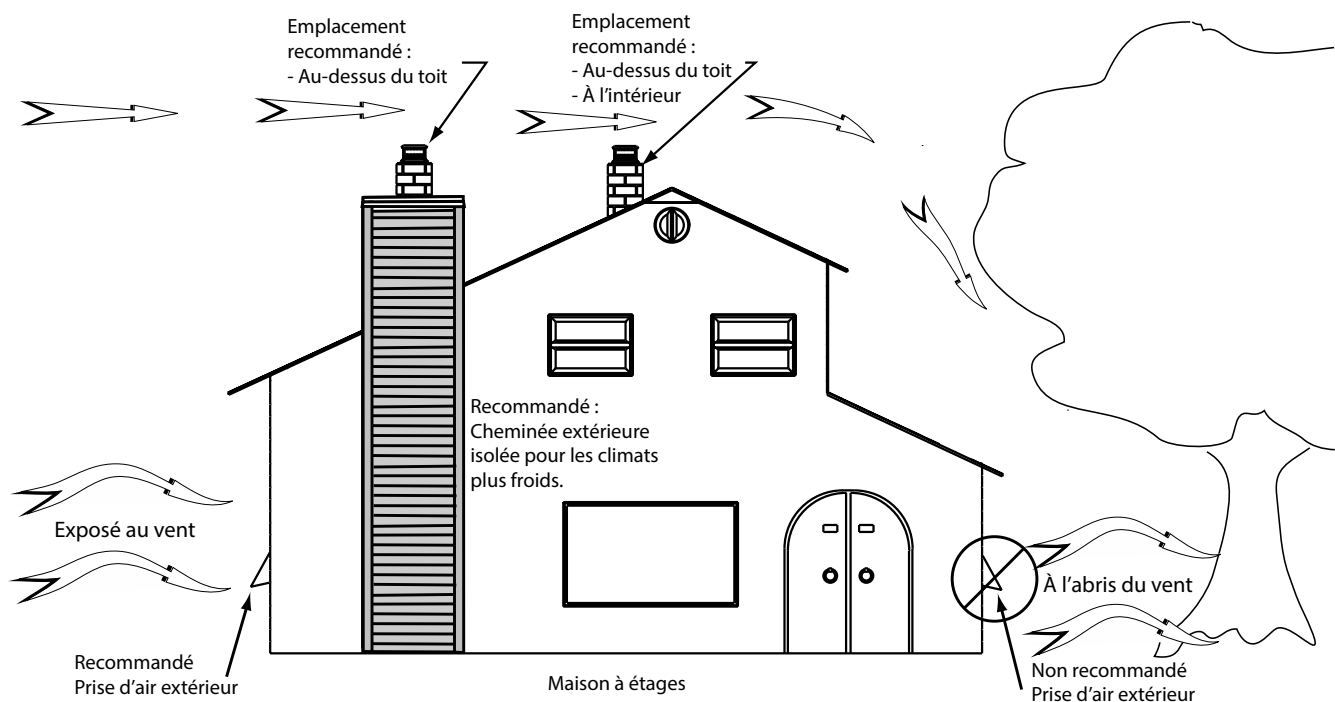 Emplacement
recommandé :
- Au-dessus du toit
Emplacement
recommandé :
- Au-dessus du toit
- À l’intérieur
Recommandé :
Cheminée extérieure
isolée pour les climats
plus froids.
Exposé au vent
À l’abris du vent
Recommandé
Prise d’air extérieur
Maison à étages
Non recommandé
Prise d’air extérieur